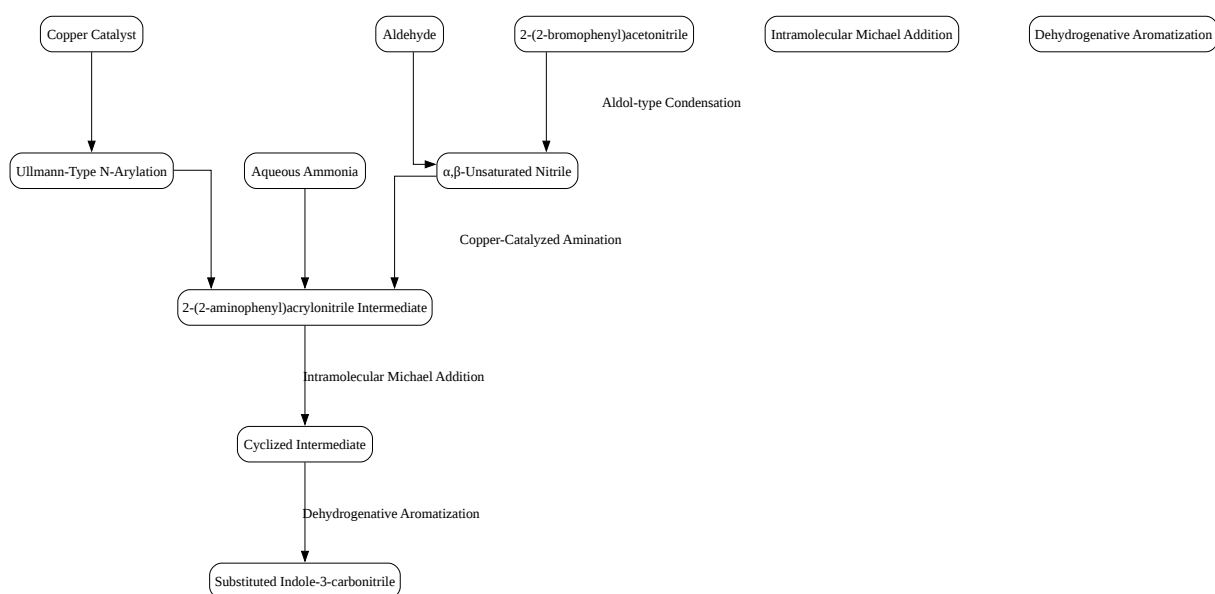 Copper Catalyst
Aldehyde
2-(2-bromophenyl)acetonitrile
Intramolecular Michael Addition
Dehydrogenative Aromatization
Aldol-type Condensation
Ullmann-Type N-Arylation
Aqueous Ammonia
α,β-Unsaturated Nitrile
Copper-Catalyzed Amination
2-(2-aminophenyl)acrylonitrile Intermediate
Intramolecular Michael Addition
Cyclized Intermediate
Dehydrogenative Aromatization
Substituted Indole-3-carbonitrile